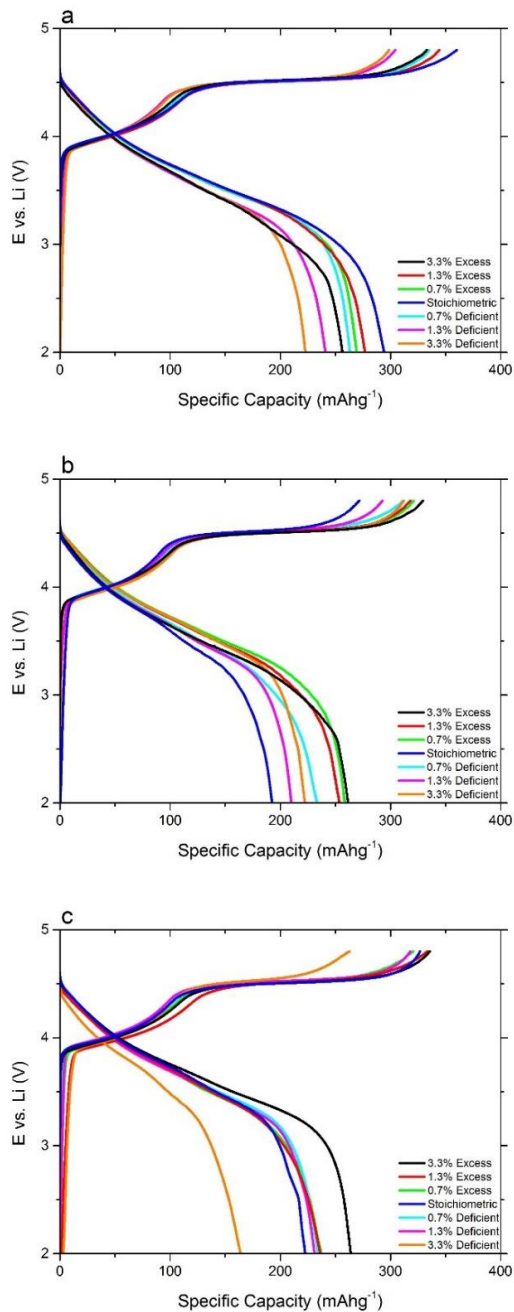 a
5
4
3
2
E vs. Li (V)
3.3% Excess
1.3% Excess
0.7% Excess
Stoichiometric
0.7% Deficient
1.3% Deficient
3.3% Deficient
0 100 200 300 400
Specific Capacity (mAhg⁻¹)
b
5
4
3
2
E vs. Li (V)
3.3% Excess
1.3% Excess
0.7% Excess
Stoichiometric
0.7% Deficient
1.3% Deficient
3.3% Deficient
0 100 200 300 400
Specific Capacity (mAhg⁻¹)
c
5
4
3
2
E vs. Li (V)
3.3% Excess
1.3% Excess
0.7% Excess
Stoichiometric
0.7% Deficient
1.3% Deficient
3.3% Deficient
0 100 200 300 400
Specific Capacity (mAhg⁻¹)